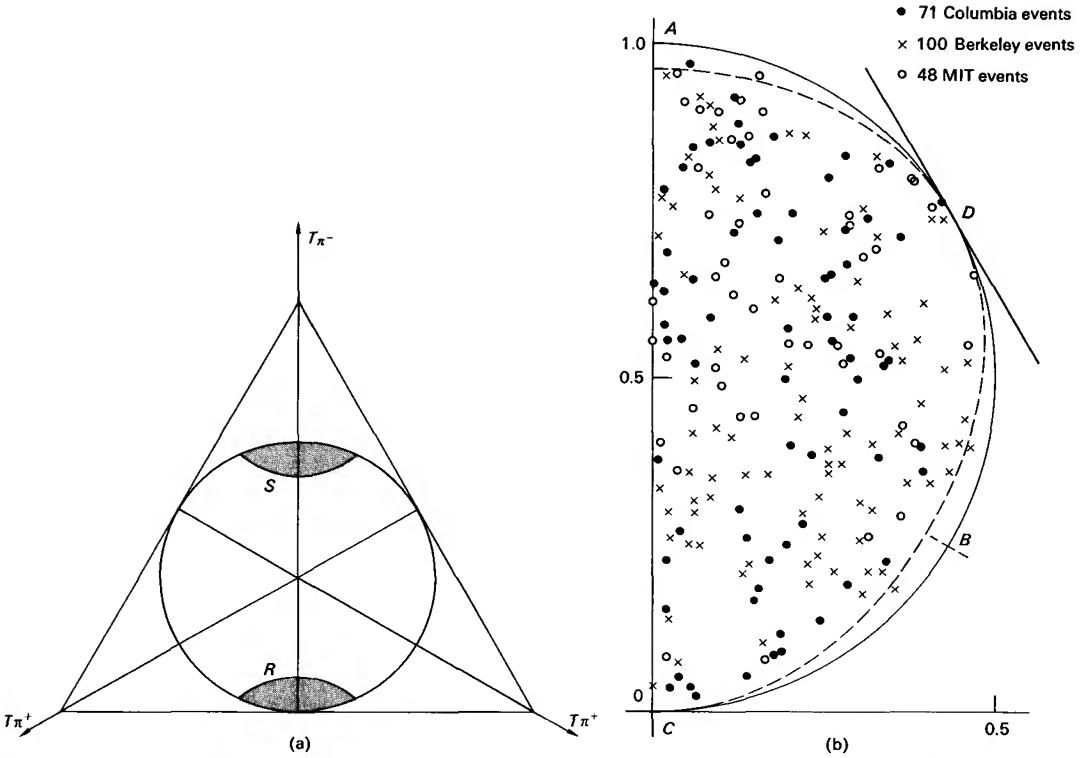 Tπ−
S
R
Tπ+
Tπ+
(a)
A
1.0
● 71 Columbia events
× 100 Berkeley events
○ 48 MIT events
D
0.5
B
0
C
0.5
(b)